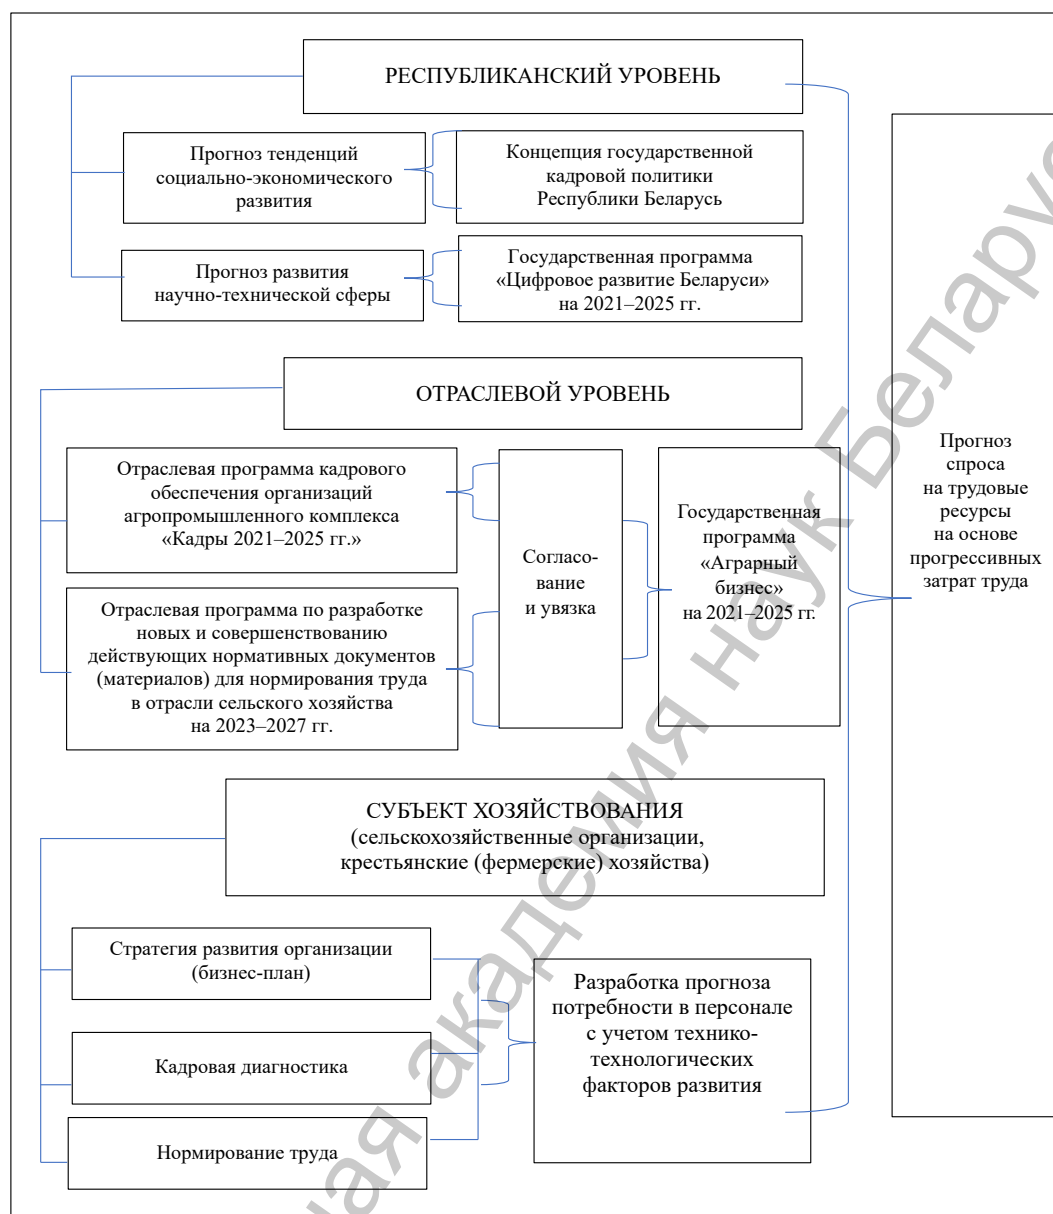 РЕСПУБЛИКАНСКИЙ УРОВЕНЬ
Прогноз тенденций
социально-экономического
развития
Концепция государственной
кадровой политики
Республики Беларусь
Прогноз развития
научно-технической сферы
Государственная программа
«Цифровое развитие Беларуси»
на 2021–2025 гг.
ОТРАСЛЕВОЙ УРОВЕНЬ
Отраслевая программа кадрового
обеспечения организаций
агропромышленного комплекса
«Кадры 2021–2025 гг.»
Отраслевая программа по разработке
новых и совершенствованию
действующих нормативных документов
(материалов) для нормирования труда
в отрасли сельского хозяйства
на 2023–2027 гг.
Согласо-
вание
и увязка
Государственная
программа
«Аграрный
бизнес»
на 2021–2025 гг.
СУБЪЕКТ ХОЗЯЙСТВОВАНИЯ
(сельскохозяйственные организации,
крестьянские (фермерские) хозяйства)
Стратегия развития организации
(бизнес-план)
Кадровая диагностика
Нормирование труда
Разработка прогноза
потребности в персонале
с учетом технико-
технологических
факторов развития
Прогноз
спроса
на трудовые
ресурсы
на основе
прогрессивных
затрат труда
академия наук